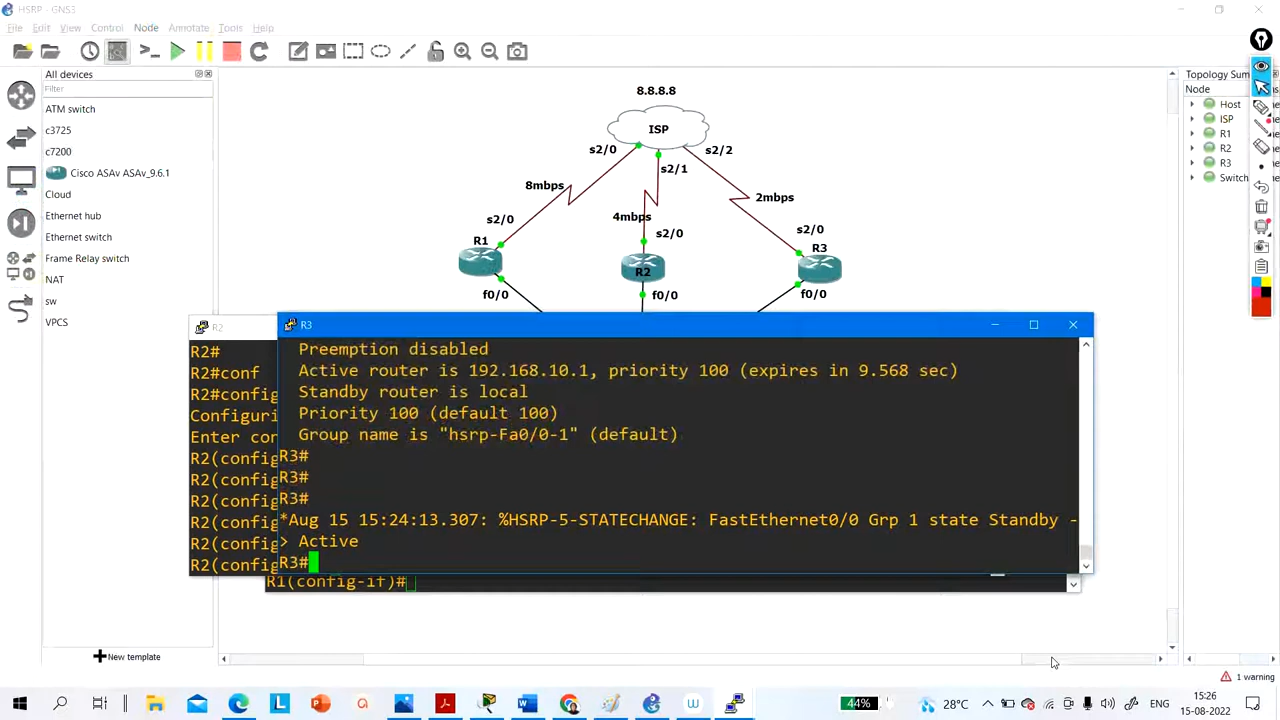 HSRP - GNS3
File Edit View Control Node Annotate Tools Help
All devices
Filter
ATM switch
c3725
c7200
Cisco ASAv ASAv_9.6.1
Cloud
Ethernet hub
Ethernet switch
Frame Relay switch
NAT
sw
VPCS
New template
8.8.8.8
ISP
s2/0
s2/2
s2/1
8mbps
2mbps
4mbps
s2/0
s2/0
s2/0
R1
R2
R3
f0/0
f0/0
f0/0
Topology Sum
Node
Host
ISP
R1
R2
R3
Switch
R2
R2#
R2#conf
R2#config
Configuri
Enter con
R2(config
R2(config
R2(config
R2(config
R2(config
R2(config
R3
Preemption disabled
Active router is 192.168.10.1, priority 100 (expires in 9.568 sec)
Standby router is local
Priority 100 (default 100)
Group name is "hsrp-Fa0/0-1" (default)
R3#
R3#
R3#
*Aug 15 15:24:13.307: %HSRP-5-STATECHANGE: FastEthernet0/0 Grp 1 state Standby -
> Active
R3#
R1(config-if)#
1 warning
44%
28°C
ENG
15:26
15-08-2022